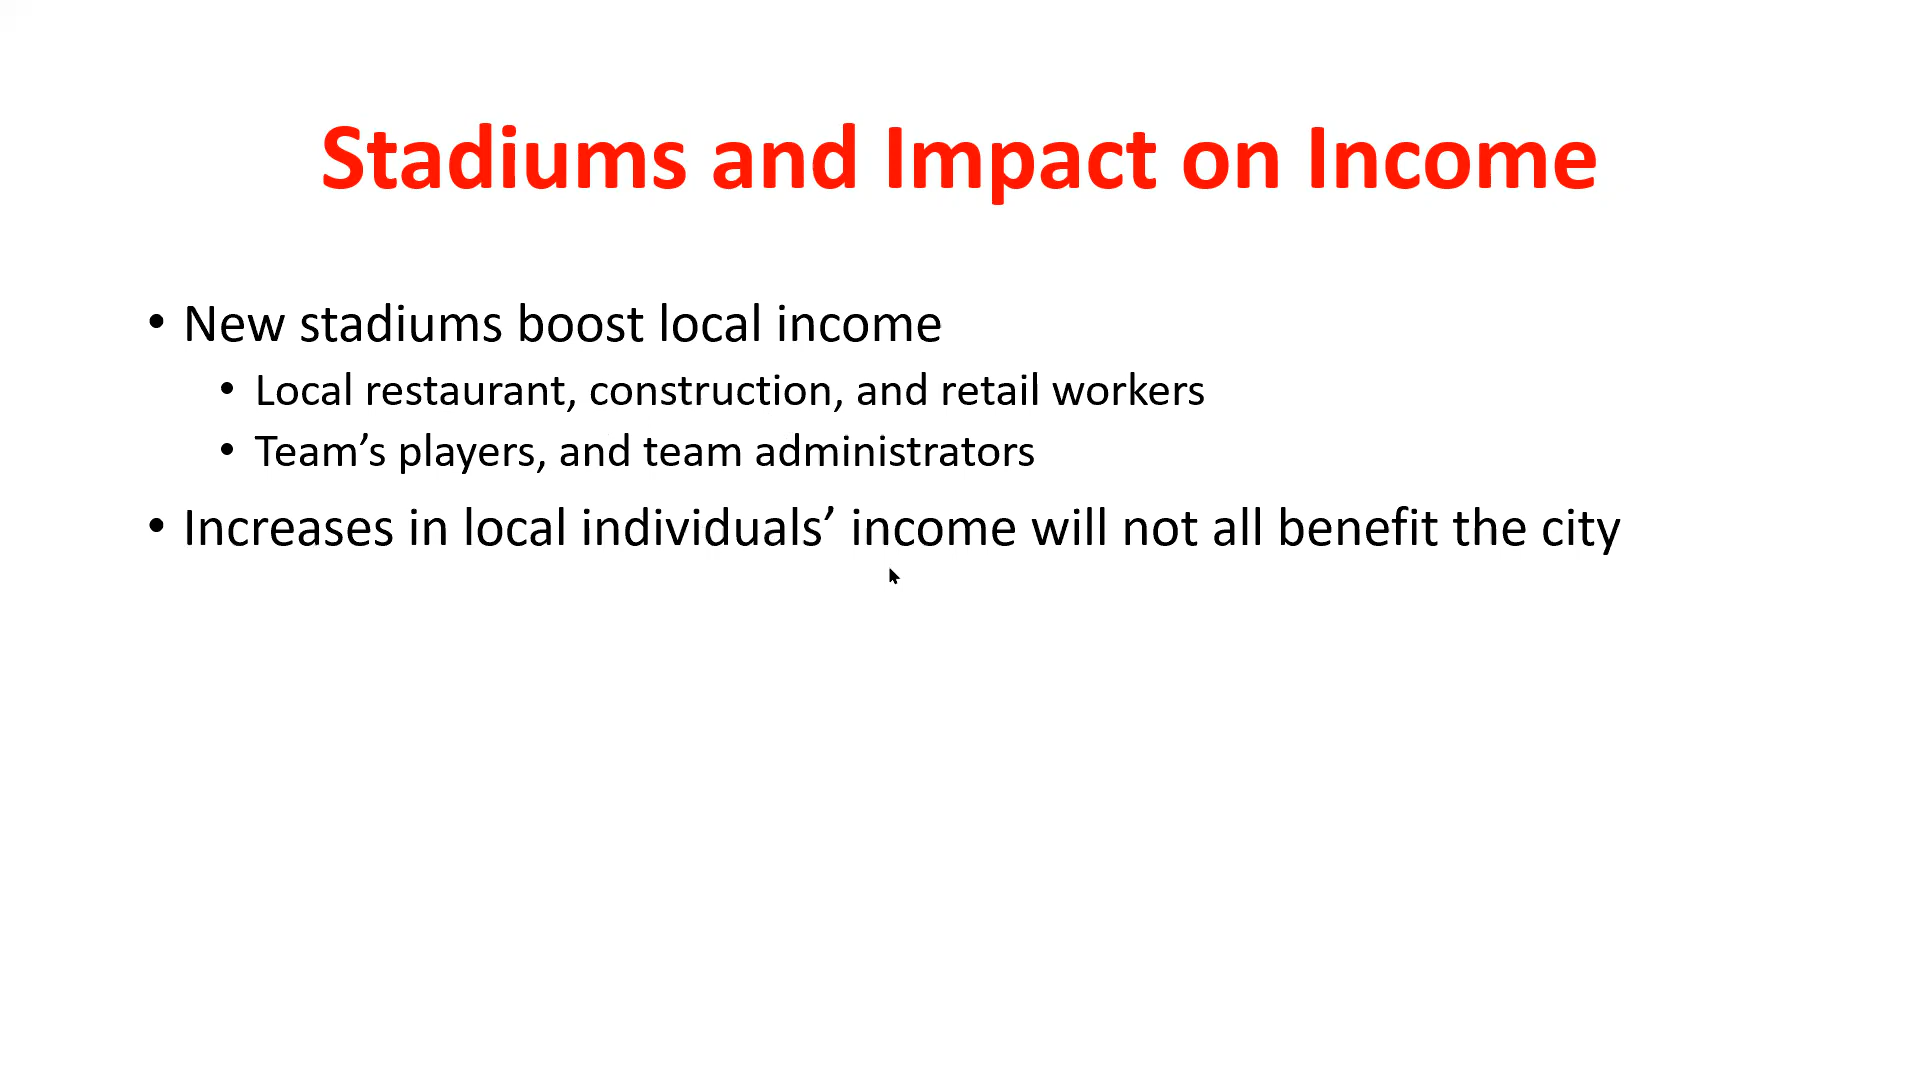 Stadiums and Impact on Income
• New stadiums boost local income
• Local restaurant, construction, and retail workers
• Team’s players, and team administrators
• Increases in local individuals’ income will not all benefit the city